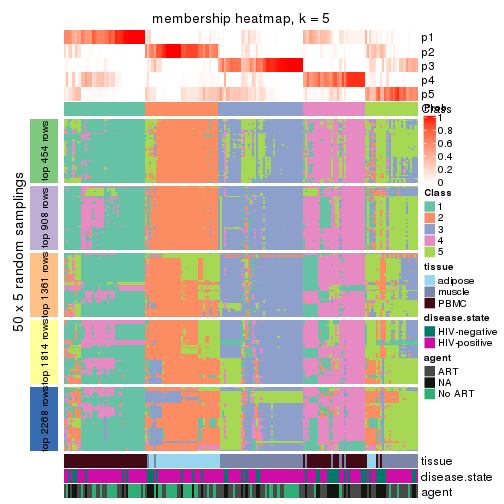 membership heatmap, k = 5
p1
p2
p3
p4
p5
Class
Prob
1
0.8
0.6
0.4
0.2
0
Class
1
2
3
4
5
tissue
adipose
muscle
PBMC
disease.state
HIV-negative
HIV-positive
agent
ART
NA
No ART
50 x 5 random samplings
top 454 rows
top 908 rows
top 1361 rows
top 1814 rows
top 2268 rows
tissue
disease.state
agent